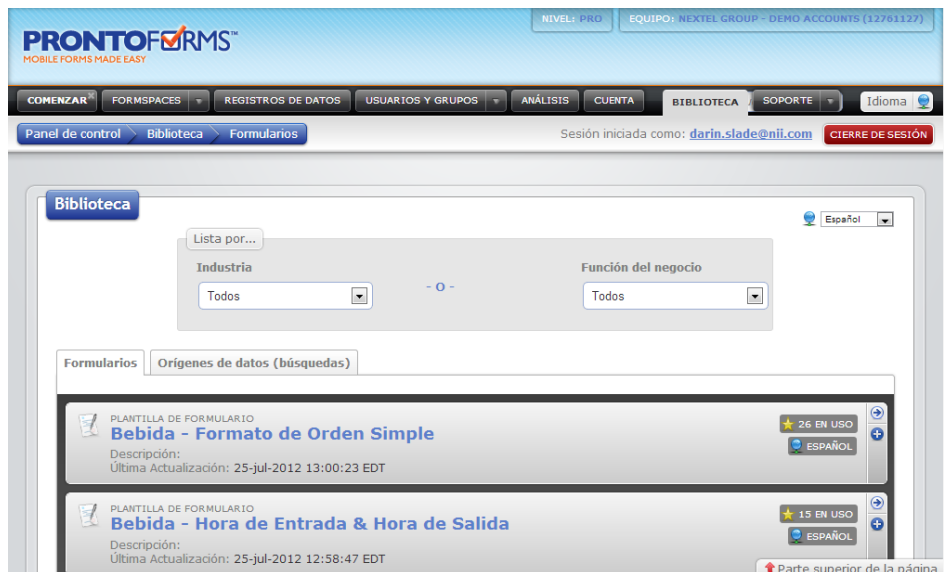 NIVEL: PRO EQUIPO: NEXTEL GROUP - DEMO ACCOUNTS (12761127)
PRONTOFORMS™
MOBILE FORMS MADE EASY
COMENZAR FORMSPACES REGISTROS DE DATOS USUARIOS Y GRUPOS ANÁLISIS CUENTA BIBLIOTECA SOPORTE Idioma
Panel de control Biblioteca Formularios Sesión iniciada como: darin.slade@nii.com CIERRE DE SESIÓN
Biblioteca
Español
Lista por...
Industria Función del negocio
Todos - O - Todos
Formularios Orígenes de datos (búsquedas)
PLANTILLA DE FORMULARIO
Bebida - Formato de Orden Simple
26 EN USO
Descripción:
ESPAÑOL
Última Actualización: 25-jul-2012 13:00:23 EDT
PLANTILLA DE FORMULARIO
Bebida - Hora de Entrada & Hora de Salida
15 EN USO
Descripción:
ESPAÑOL
Última Actualización: 25-jul-2012 12:58:47 EDT
Parte superior de la página